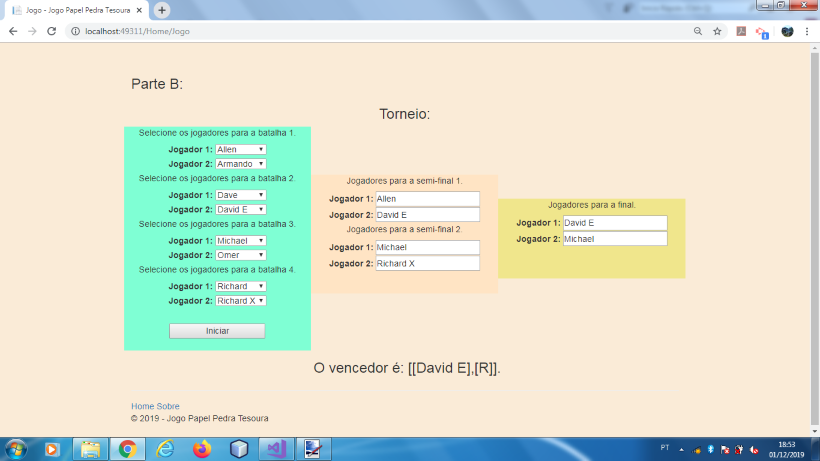 Jogo - Jogo Papel Pedra Tesoura
localhost:49311/Home/Jogo
Parte B:
Torneio:
Selecione os jogadores para a batalha 1.
Jogador 1: Allen
Jogador 2: Armando
Selecione os jogadores para a batalha 2.
Jogador 1: Dave
Jogador 2: David E
Selecione os jogadores para a batalha 3.
Jogador 1: Michael
Jogador 2: Omer
Selecione os jogadores para a batalha 4.
Jogador 1: Richard
Jogador 2: Richard X
Iniciar
Jogadores para a semi-final 1.
Jogador 1: Allen
Jogador 2: David E
Jogadores para a semi-final 2.
Jogador 1: Michael
Jogador 2: Richard X
Jogadores para a final.
Jogador 1: David E
Jogador 2: Michael
O vencedor é: [[David E],[R]].
Home Sobre
© 2019 - Jogo Papel Pedra Tesoura
PT
18:53
01/12/2019